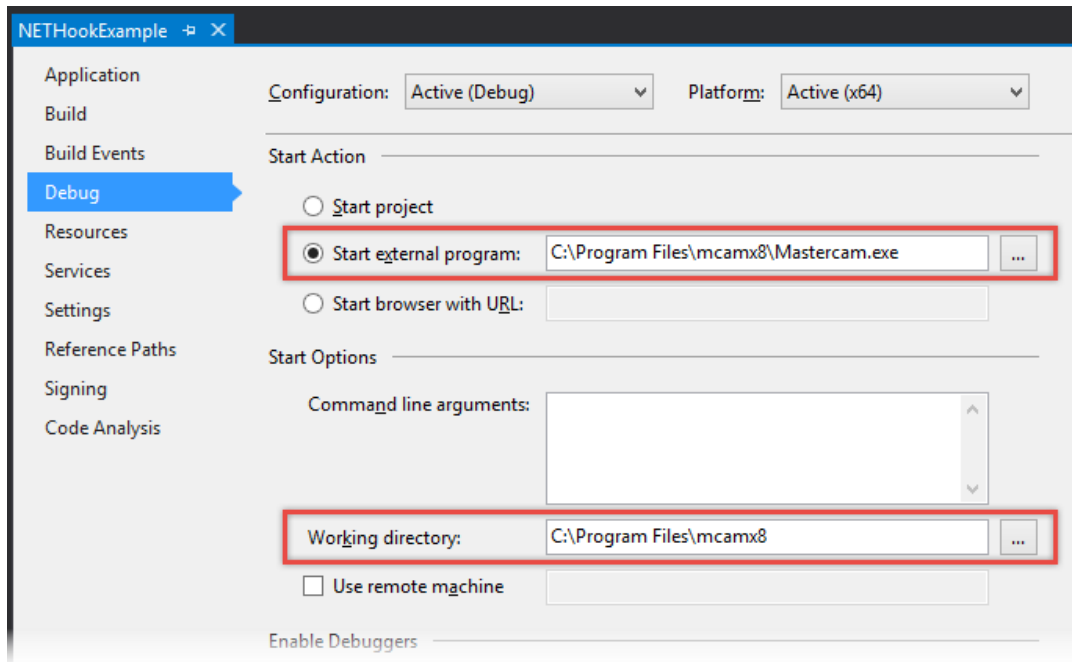 NETHookExample
Application
Build
Build Events
Debug
Resources
Services
Settings
Reference Paths
Signing
Code Analysis
Configuration: Active (Debug) Platform: Active (x64)
Start Action
Start project
Start external program: C:\Program Files\mcamx8\Mastercam.exe ...
Start browser with URL:
Start Options
Command line arguments:
Working directory: C:\Program Files\mcamx8 ...
Use remote machine
Enable Debuggers